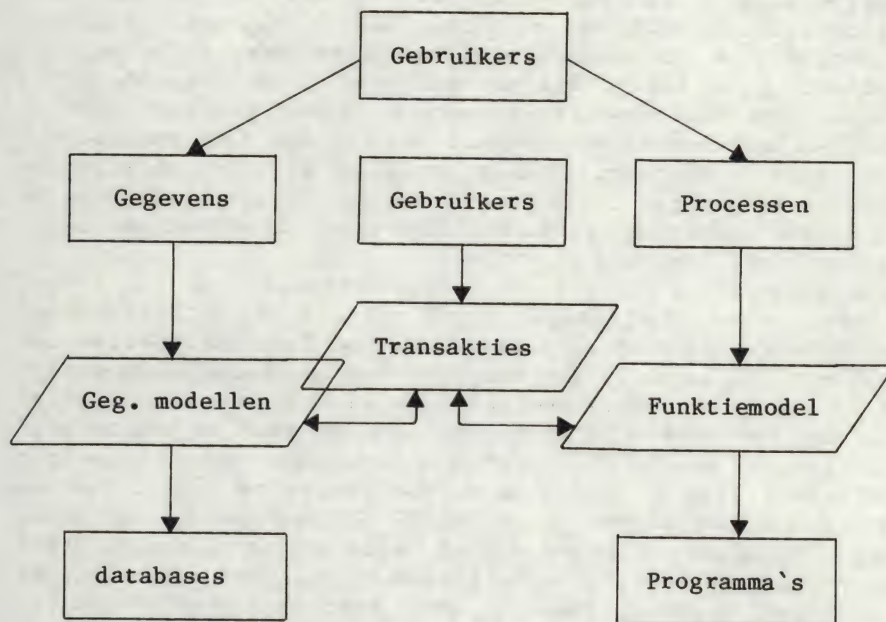 Gebruikers
Gegevens
Gebruikers
Processen
Transakties
Geg. modellen
Funktiemodel
databases
Programma`s